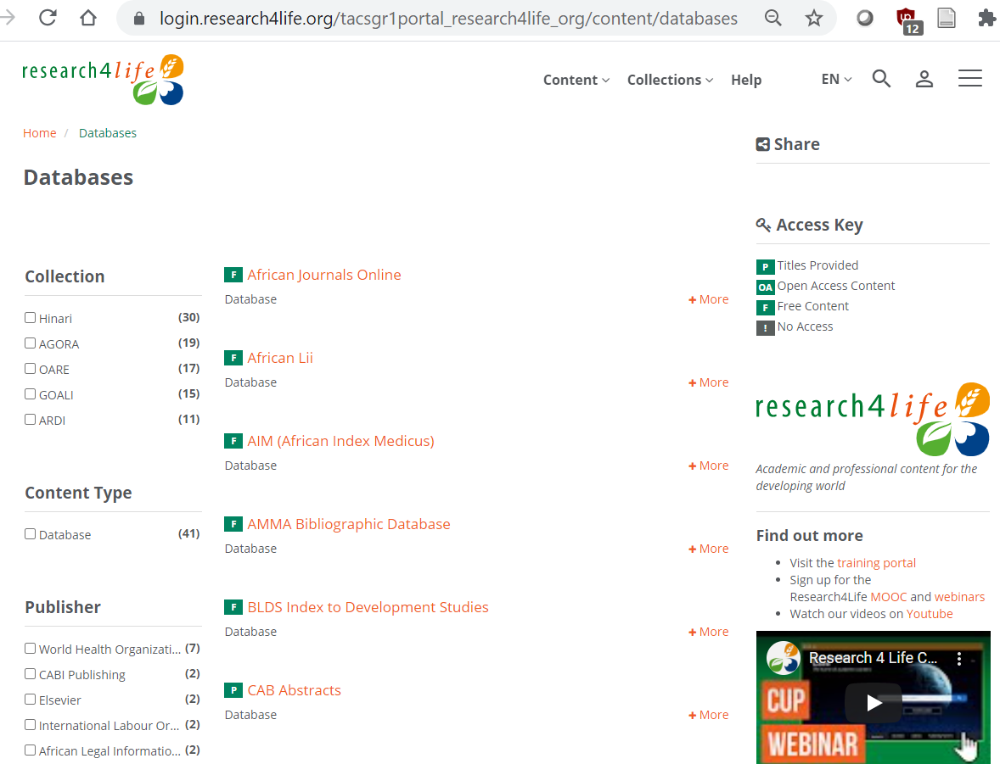 login.research4life.org/tacsgr1portal_research4life_org/content/databases
12
research4life
Content
Collections
Help
EN
Home / Databases
Databases
Collection
Hinari (30)
AGORA (19)
OARE (17)
GOALI (15)
ARDI (11)
Content Type
Database (41)
Publisher
World Health Organizati... (7)
CABI Publishing (2)
Elsevier (2)
International Labour Or... (2)
African Legal Informatio... (2)
F African Journals Online
Database
+ More
F African Lii
Database
+ More
F AIM (African Index Medicus)
Database
+ More
F AMMA Bibliographic Database
Database
+ More
F BLDS Index to Development Studies
Database
+ More
P CAB Abstracts
Database
+ More
Share
Access Key
P Titles Provided
OA Open Access Content
F Free Content
! No Access
research4life
Academic and professional content for the
developing world
Find out more
• Visit the training portal
• Sign up for the
Research4Life MOOC and webinars
• Watch our videos on Youtube
Research 4 Life C...
CUP
WEBINAR